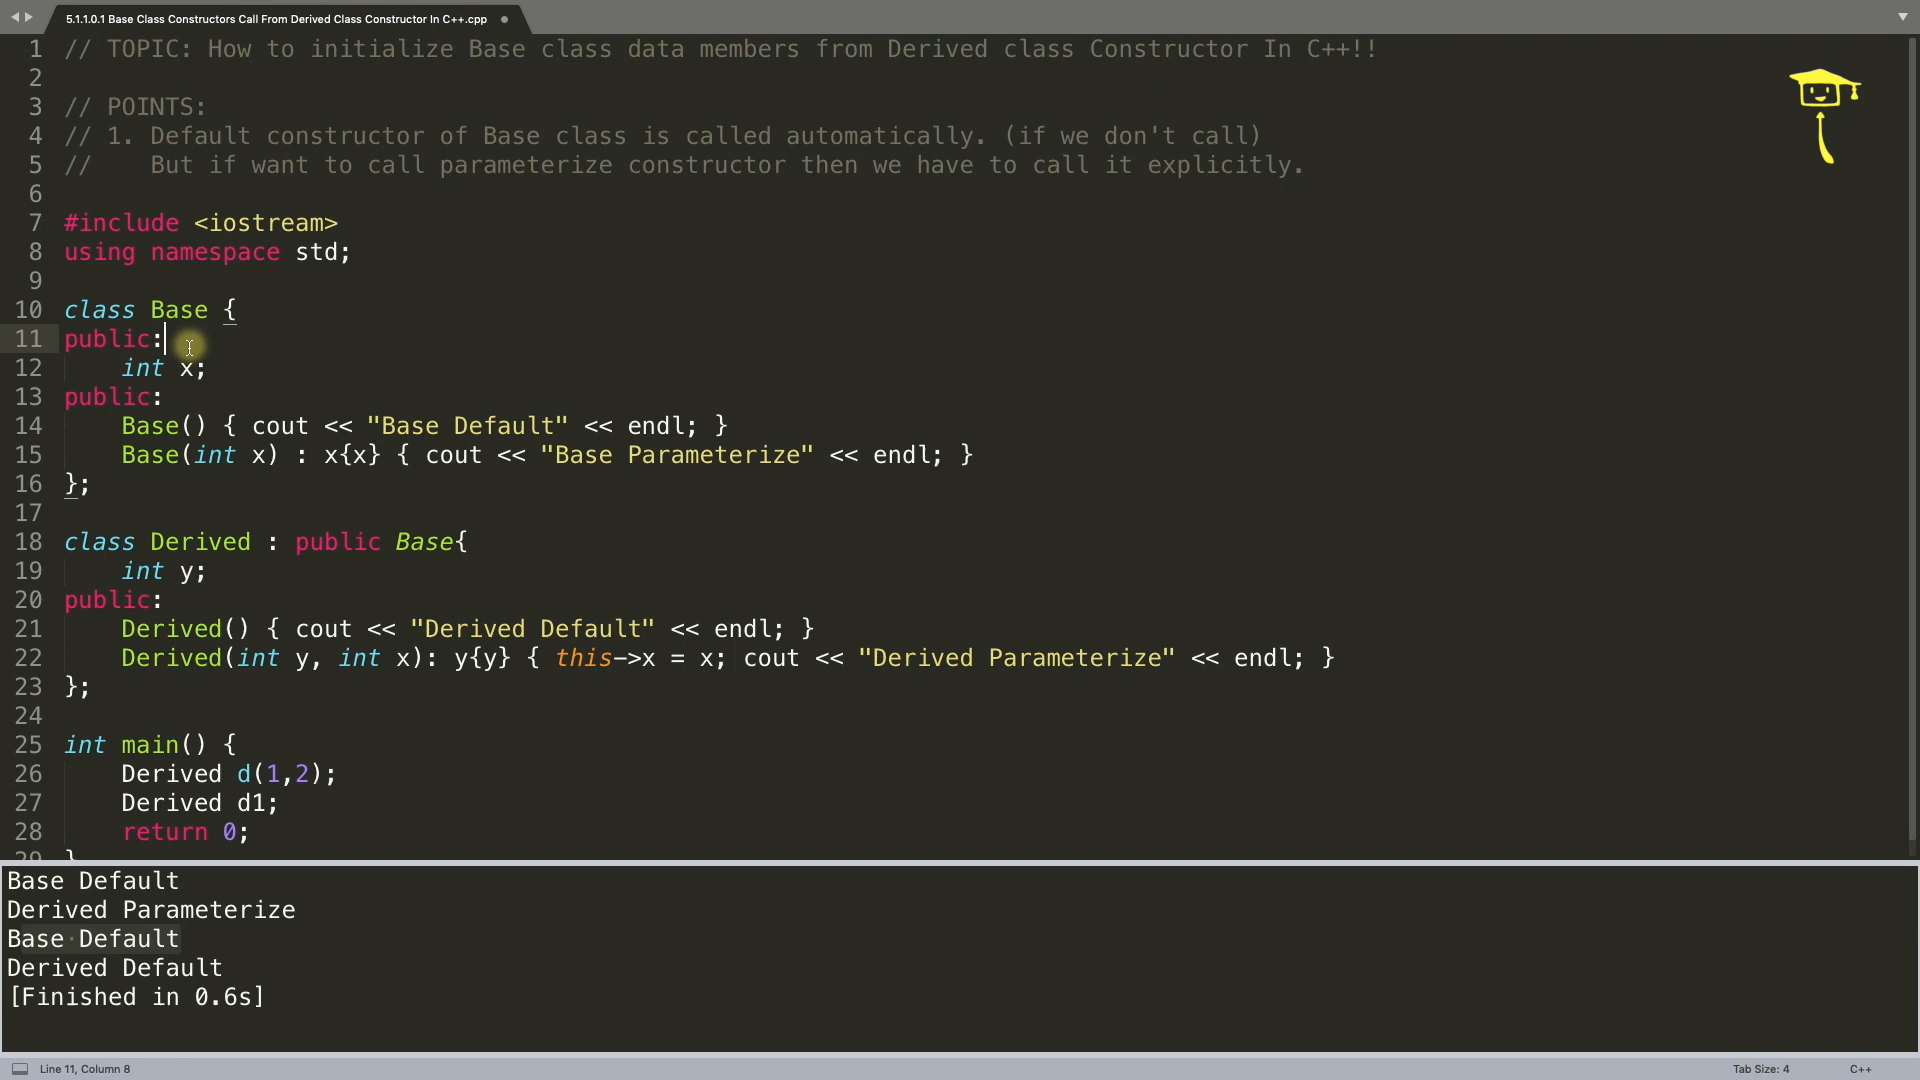 5.1.1.0.1 Base Class Constructors Call From Derived Class Constructor In C++.cpp
1 // TOPIC: How to initialize Base class data members from Derived class Constructor In C++!!
2
3 // POINTS:
4 // 1. Default constructor of Base class is called automatically. (if we don't call)
5 //    But if want to call parameterize constructor then we have to call it explicitly.
6
7 #include <iostream>
8 using namespace std;
9
10 class Base {
11 public:
12     int x;
13 public:
14     Base() { cout << "Base Default" << endl; }
15     Base(int x) : x{x} { cout << "Base Parameterize" << endl; }
16 };
17
18 class Derived : public Base{
19     int y;
20 public:
21     Derived() { cout << "Derived Default" << endl; }
22     Derived(int y, int x): y{y} { this->x = x; cout << "Derived Parameterize" << endl; }
23 };
24
25 int main() {
26     Derived d(1,2);
27     Derived d1;
28     return 0;
29 }
Base Default
Derived Parameterize
Base Default
Derived Default
[Finished in 0.6s]
Line 11, Column 8
Tab Size: 4
C++